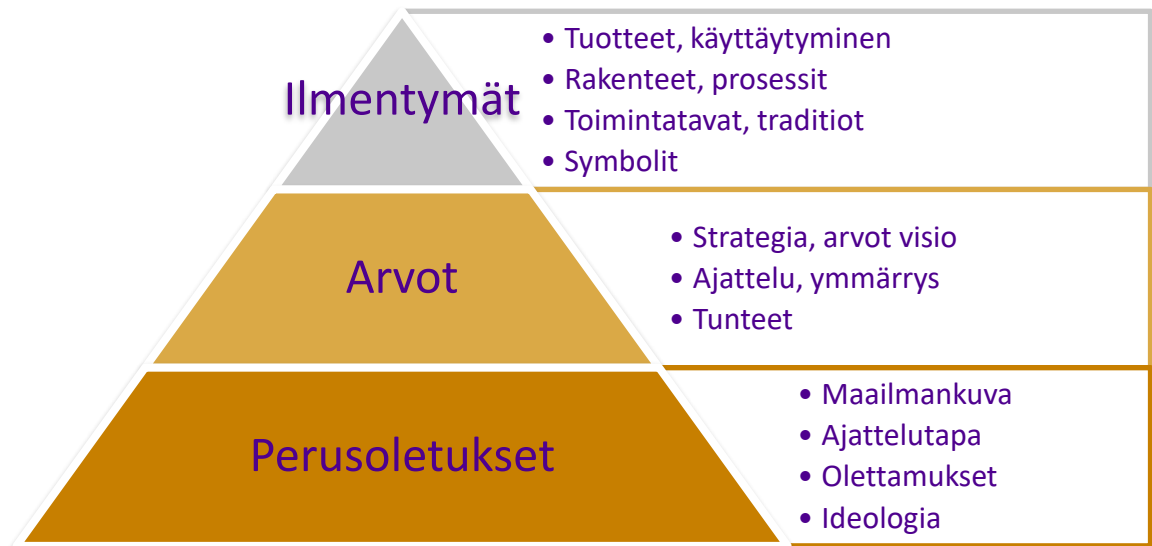 Ilmentymät
• Tuotteet, käyttäytyminen
• Rakenteet, prosessit
• Toimintatavat, traditiot
• Symbolit
Arvot
• Strategia, arvot visio
• Ajattelu, ymmärrys
• Tunteet
Perusoletukset
• Maailmankuva
• Ajattelutapa
• Olettamukset
• Ideologia